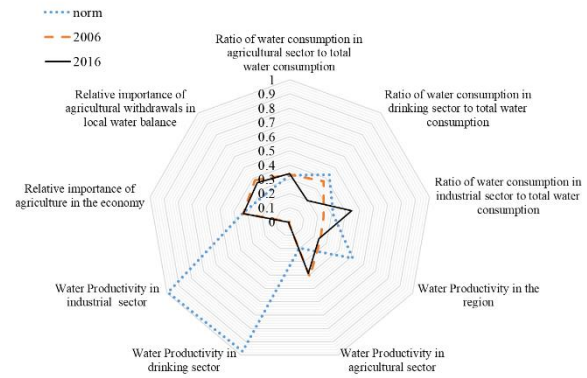 norm
2006
2016
Ratio of water consumption in
agricultural sector to total
water consumption
Ratio of water consumption in
drinking sector to total water
consumption
Ratio of water consumption in
industrial sector to total water
consumption
Water Productivity in the
region
Water Productivity in
agricultural sector
Water Productivity in
drinking sector
Water Productivity in
industrial sector
Relative importance of
agriculture in the economy
Relative importance of
agricultural withdrawals in
local water balance
1
0.9
0.8
0.7
0.6
0.5
0.4
0.3
0.2
0.1
0